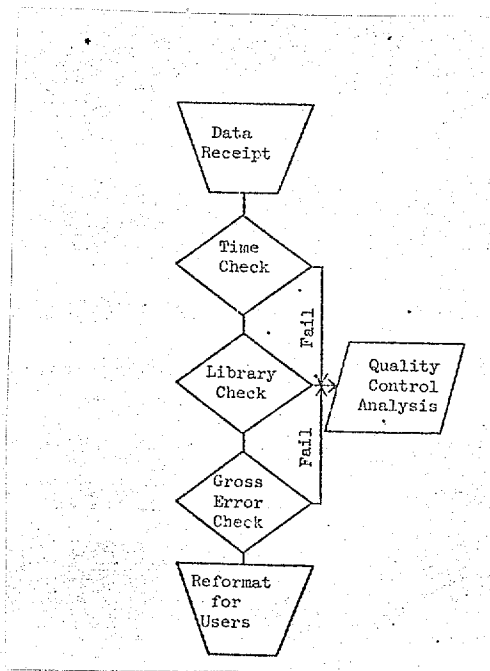 Data
Receipt
Time
Check
Fail
Library
Check
Quality
Control
Analysis
Fail
Gross
Error
Check
Reformat
for
Users